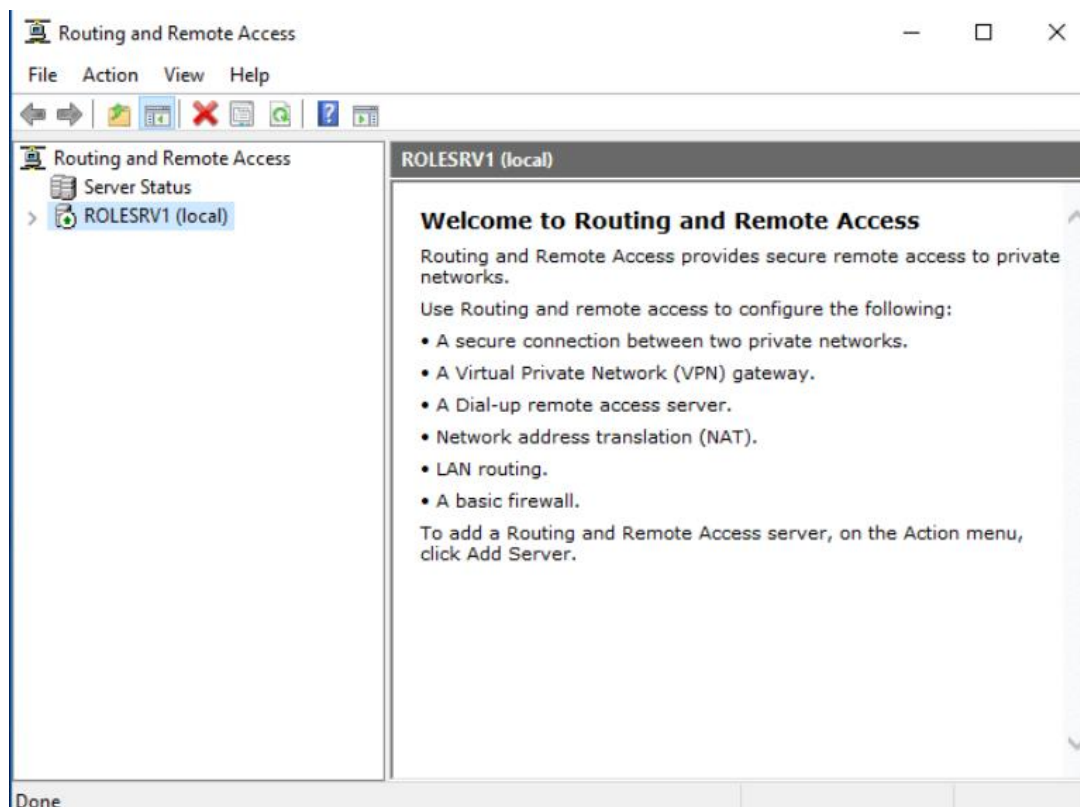 Routing and Remote Access
File Action View Help
Routing and Remote Access
Server Status
ROLESRV1 (local)
ROLESRV1 (local)
Welcome to Routing and Remote Access
Routing and Remote Access provides secure remote access to private
networks.
Use Routing and remote access to configure the following:
• A secure connection between two private networks.
• A Virtual Private Network (VPN) gateway.
• A Dial-up remote access server.
• Network address translation (NAT).
• LAN routing.
• A basic firewall.
To add a Routing and Remote Access server, on the Action menu,
click Add Server.
Done